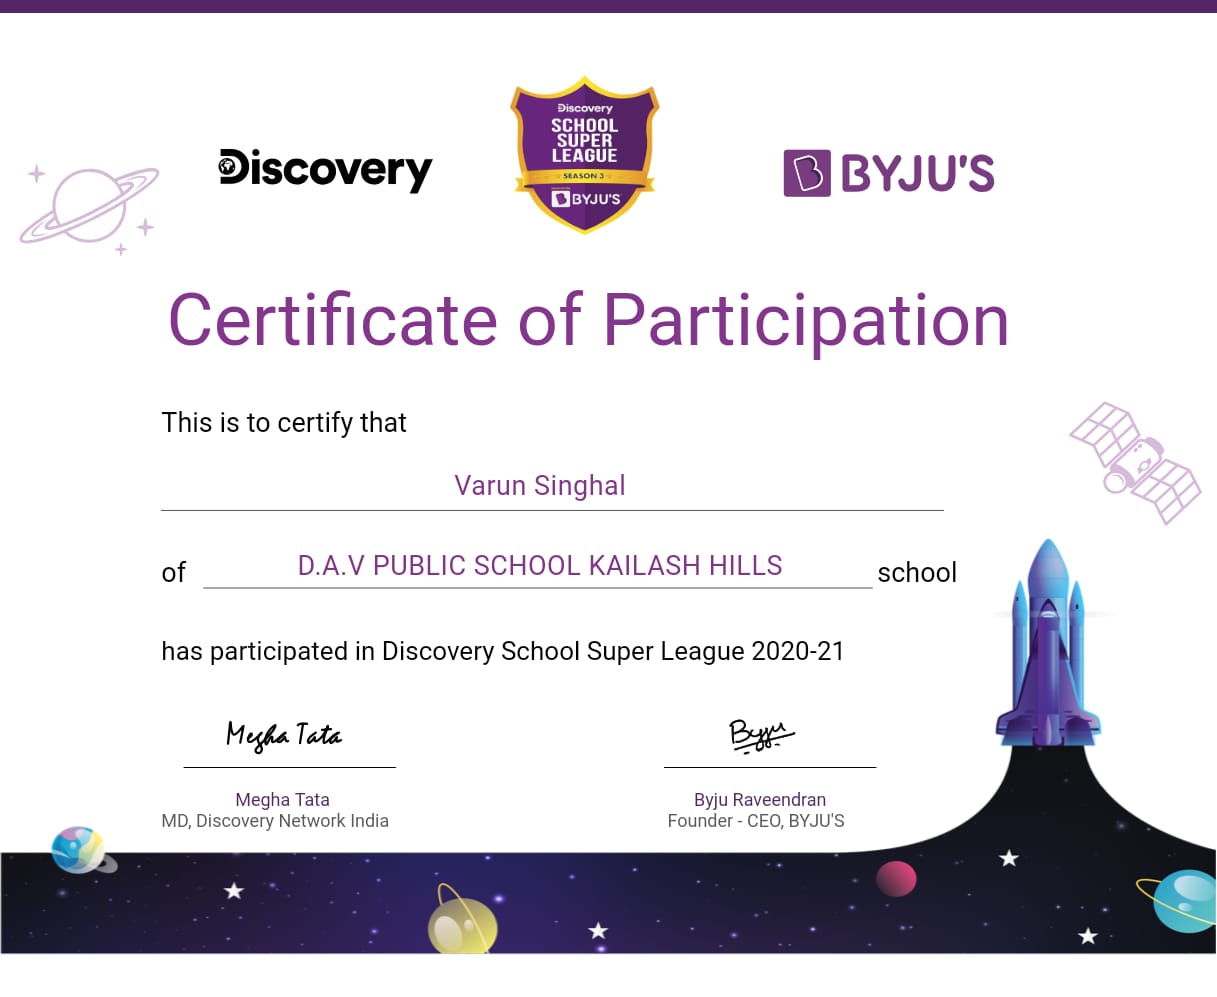 Discovery
Discovery
SCHOOL
SUPER
LEAGUE
SEASON 3
BYJU'S
BYJU'S
Certificate of Participation
This is to certify that
Varun Singhal
of D.A.V PUBLIC SCHOOL KAILASH HILLS school
has participated in Discovery School Super League 2020-21
Megha Tata
Byju
Megha Tata
MD, Discovery Network India
Byju Raveendran
Founder - CEO, BYJU'S